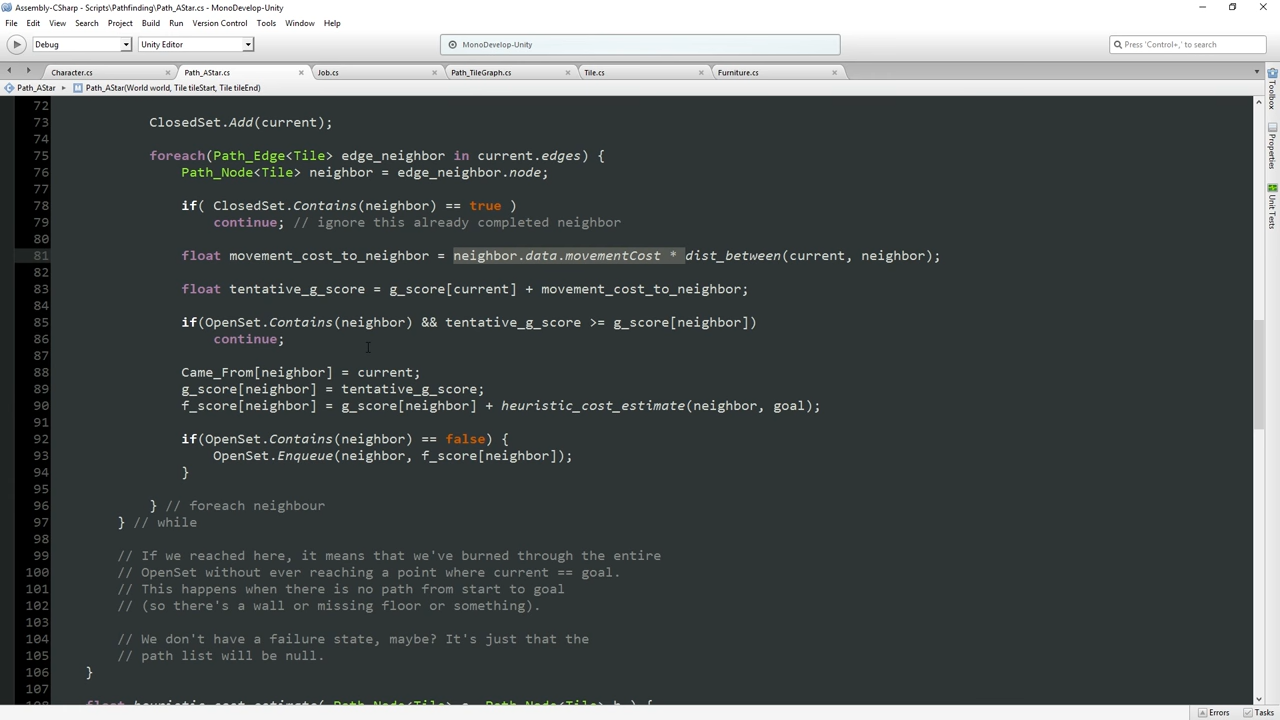 Assembly-CSharp - Scripts\Pathfinding\Path_AStar.cs - MonoDevelop-Unity
File Edit View Search Project Build Run Version Control Tools Window Help
Debug Unity Editor MonoDevelop-Unity Press 'Control+,' to search
Character.cs Path_AStar.cs Job.cs Path_TileGraph.cs Tile.cs Furniture.cs
Path_AStar Path_AStar(World world, Tile tileStart, Tile tileEnd)
Toolbox
Properties
Unit Tests
72
73 ClosedSet.Add(current);
74
75 foreach(Path_Edge<Tile> edge_neighbor in current.edges) {
76 Path_Node<Tile> neighbor = edge_neighbor.node;
77
78 if( ClosedSet.Contains(neighbor) == true )
79 continue; // ignore this already completed neighbor
80
81 float movement_cost_to_neighbor = neighbor.data.movementCost * dist_between(current, neighbor);
82
83 float tentative_g_score = g_score[current] + movement_cost_to_neighbor;
84
85 if(OpenSet.Contains(neighbor) && tentative_g_score >= g_score[neighbor])
86 continue;
87
88 Came_From[neighbor] = current;
89 g_score[neighbor] = tentative_g_score;
90 f_score[neighbor] = g_score[neighbor] + heuristic_cost_estimate(neighbor, goal);
91
92 if(OpenSet.Contains(neighbor) == false) {
93 OpenSet.Enqueue(neighbor, f_score[neighbor]);
94 }
95
96 } // foreach neighbour
97 } // while
98
99 // If we reached here, it means that we've burned through the entire
100 // OpenSet without ever reaching a point where current == goal.
101 // This happens when there is no path from start to goal
102 // (so there's a wall or missing floor or something).
103
104 // We don't have a failure state, maybe? It's just that the
105 // path list will be null.
106 }
107
108 float heuristic_cost_estimate( Path_Node<Tile> a, Path_Node<Tile> b ) {
Errors Tasks